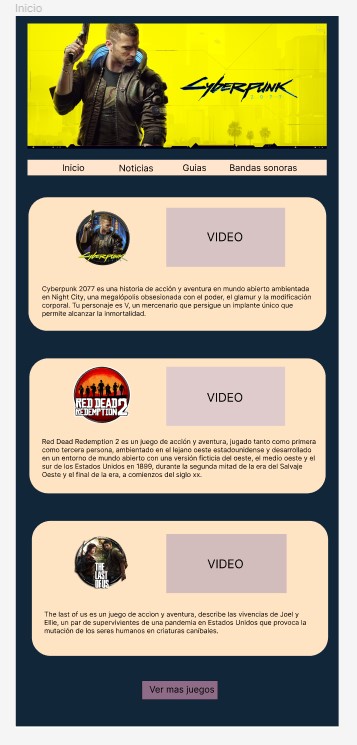 Inicio
CYBERPUNK
2077
Inicio Noticias Guias Bandas sonoras
CYBERPUNK
VIDEO
Cyberpunk 2077 es una historia de acción y aventura en mundo abierto ambientada
en Night City, una megalópolis obsesionada con el poder, el glamur y la modificación
corporal. Tu personaje es V, un mercenario que persigue un implante único que
permite alcanzar la inmortalidad.
RED DEAD
REDEMPTION 2
VIDEO
Red Dead Redemption 2 es un juego de acción y aventura, jugado tanto como primera
como tercera persona, ambientado en el lejano oeste estadounidense y desarrollado
en un entorno de mundo abierto con una versión ficticia del oeste, el medio oeste y el
sur de los Estados Unidos en 1899, durante la segunda mitad de la era del Salvaje
Oeste y el final de la era, a comienzos del siglo xx.
THE
LAST
OF US
VIDEO
The last of us es un juego de accion y aventura, describe las vivencias de Joel y
Ellie, un par de supervivientes de una pandemia en Estados Unidos que provoca la
mutación de los seres humanos en criaturas caníbales.
Ver mas juegos